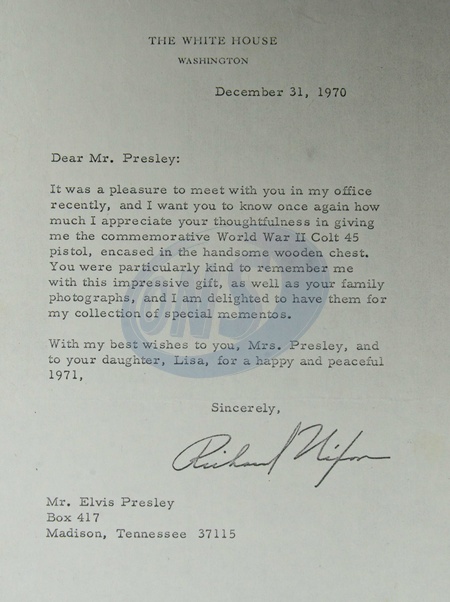 THE WHITE HOUSE
WASHINGTON
December 31, 1970
Dear Mr. Presley:
It was a pleasure to meet with you in my office
recently, and I want you to know once again how
much I appreciate your thoughtfulness in giving
me the commemorative World War II Colt 45
pistol, encased in the handsome wooden chest.
You were particularly kind to remember me
with this impressive gift, as well as your family
photographs, and I am delighted to have them for
my collection of special mementos.
With my best wishes to you, Mrs. Presley, and
to your daughter, Lisa, for a happy and peaceful
1971,
Sincerely,
Richard Nixon
Mr. Elvis Presley
Box 417
Madison, Tennessee 37115